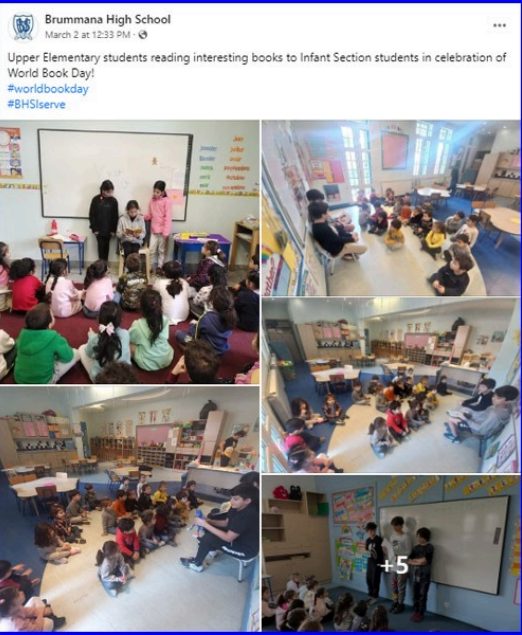 Brummana High School
March 2 at 12:33 PM ·
Upper Elementary students reading interesting books to Infant Section students in celebration of
World Book Day!
#worldbookday
#BHSIserve
+5